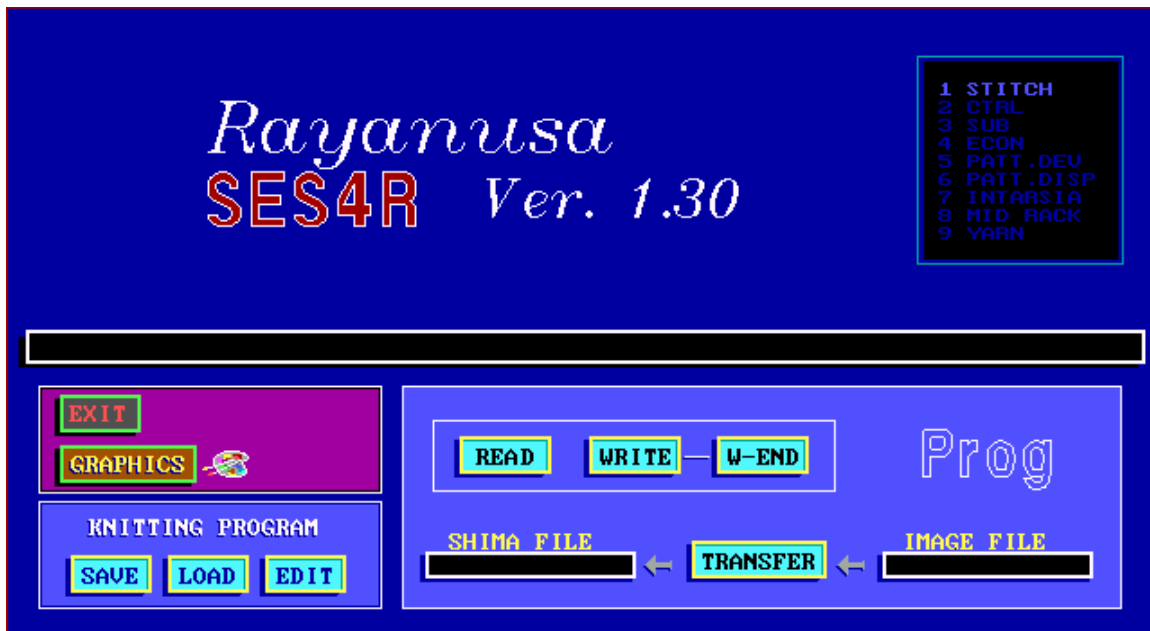 Rayanusa
SES4R Ver. 1.30
1 STITCH
2 CTRL
3 SUB
4 ECON
5 PATT.DEV
6 PATT.DISP
7 INTARSIA
8 MID RACK
9 YARN
EXIT
GRAPHICS
KNITTING PROGRAM
SAVE LOAD EDIT
READ WRITE W-END
Prog
SHIMA FILE
TRANSFER
IMAGE FILE